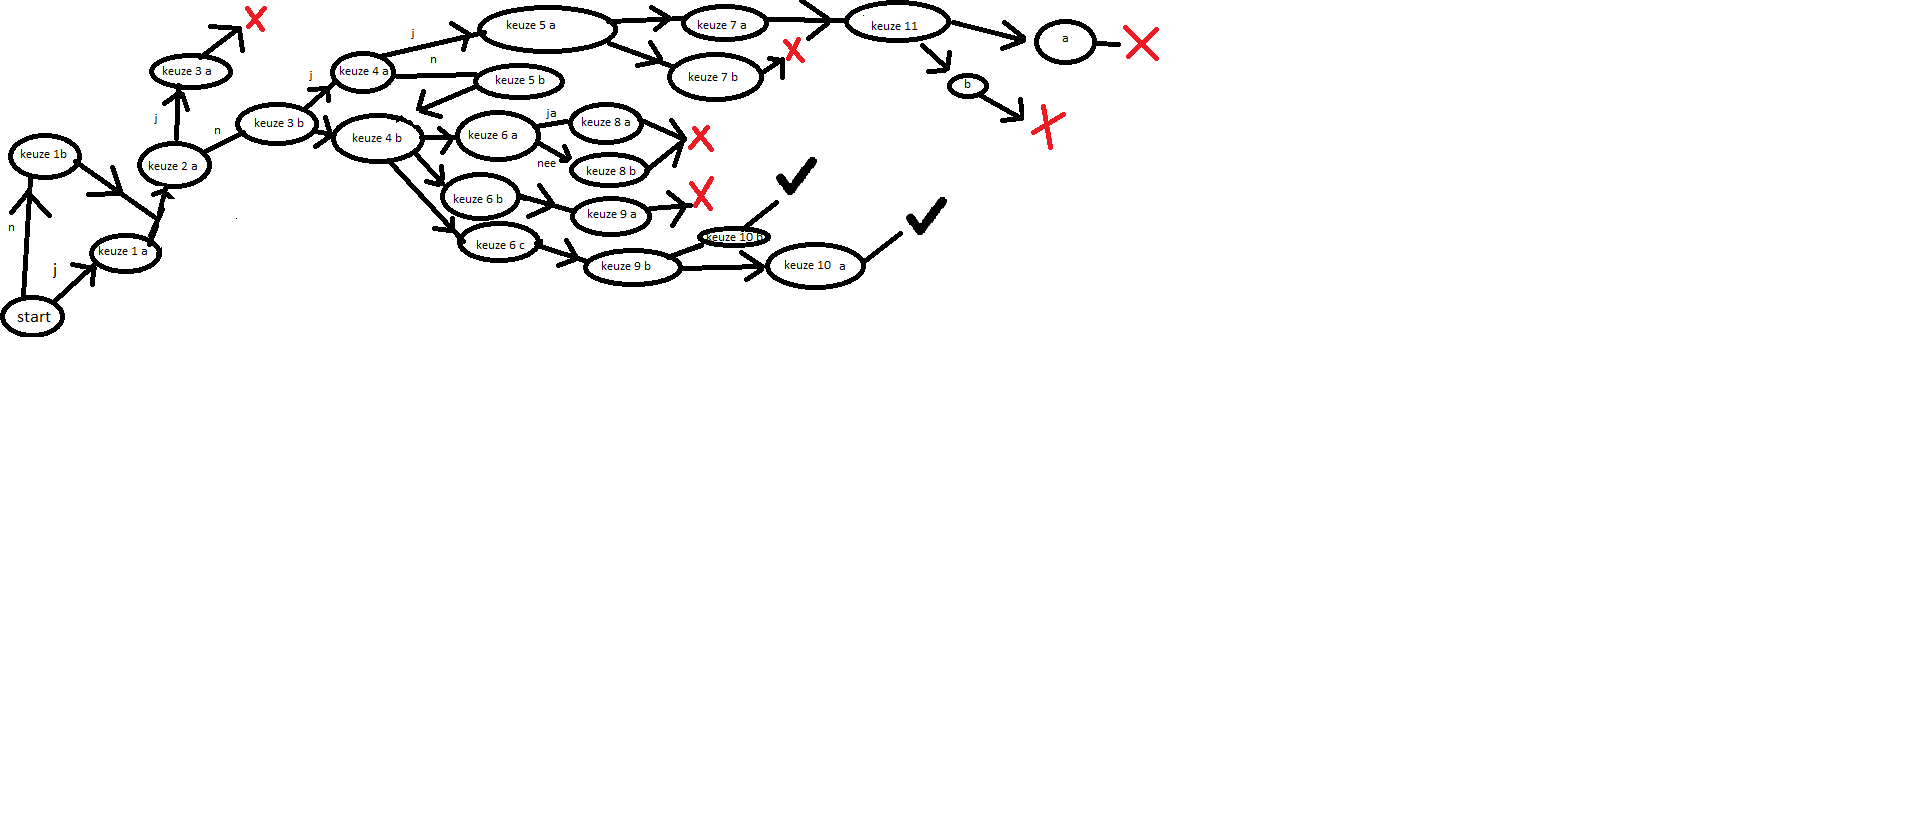 keuze 5 a
keuze 7 a
keuze 11
j
a
n
keuze 3 a
j
keuze 4 a
keuze 5 b
keuze 7 b
b
j
n
keuze 3 b
keuze 4 b
keuze 6 a
ja
keuze 8 a
keuze 1b
keuze 2 a
nee
keuze 8 b
keuze 6 b
keuze 9 a
n
keuze 1 a
keuze 6 c
keuze 10 b
j
keuze 9 b
keuze 10 a
start